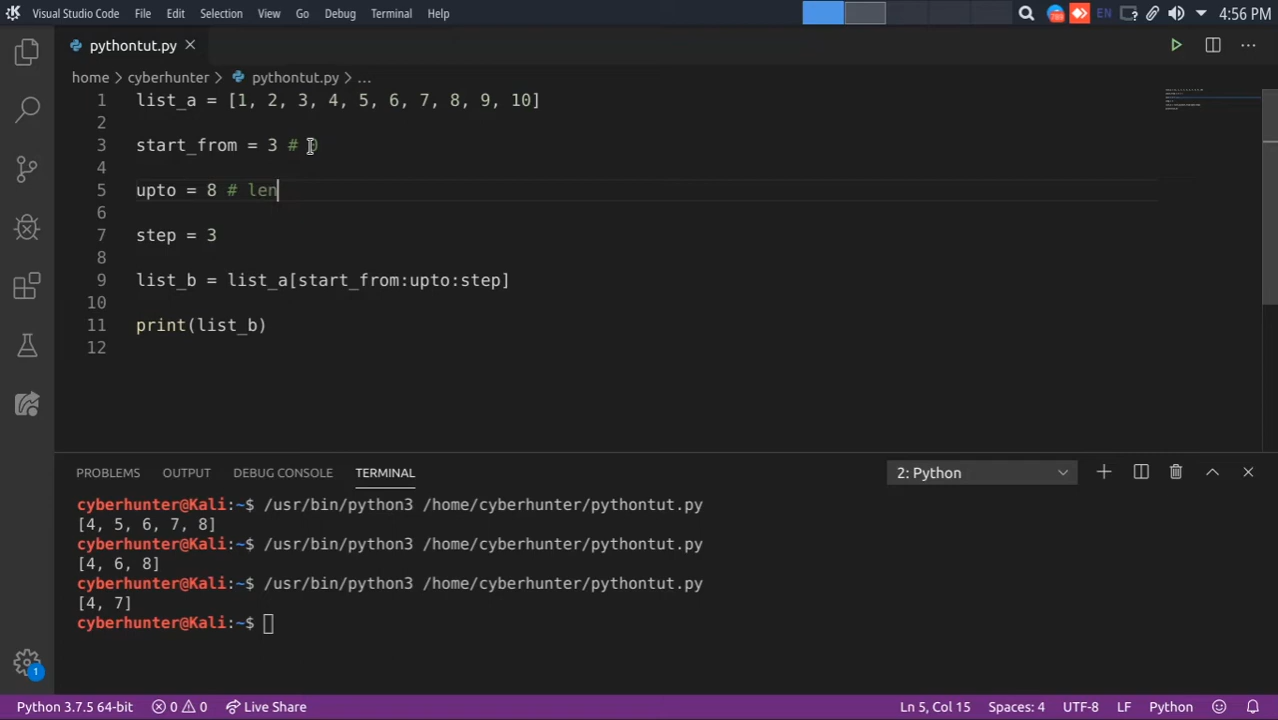 Visual Studio Code File Edit Selection View Go Debug Terminal Help EN 4:56 PM
pythontut.py
home > cyberhunter > pythontut.py > ...
1 list_a = [1, 2, 3, 4, 5, 6, 7, 8, 9, 10]
2
3 start_from = 3 # 0
4
5 upto = 8 # len
6
7 step = 3
8
9 list_b = list_a[start_from:upto:step]
10
11 print(list_b)
12
PROBLEMS OUTPUT DEBUG CONSOLE TERMINAL 2: Python
cyberhunter@Kali:~$ /usr/bin/python3 /home/cyberhunter/pythontut.py
[4, 5, 6, 7, 8]
cyberhunter@Kali:~$ /usr/bin/python3 /home/cyberhunter/pythontut.py
[4, 6, 8]
cyberhunter@Kali:~$ /usr/bin/python3 /home/cyberhunter/pythontut.py
[4, 7]
cyberhunter@Kali:~$
1
Python 3.7.5 64-bit 0 0 Live Share Ln 5, Col 15 Spaces: 4 UTF-8 LF Python